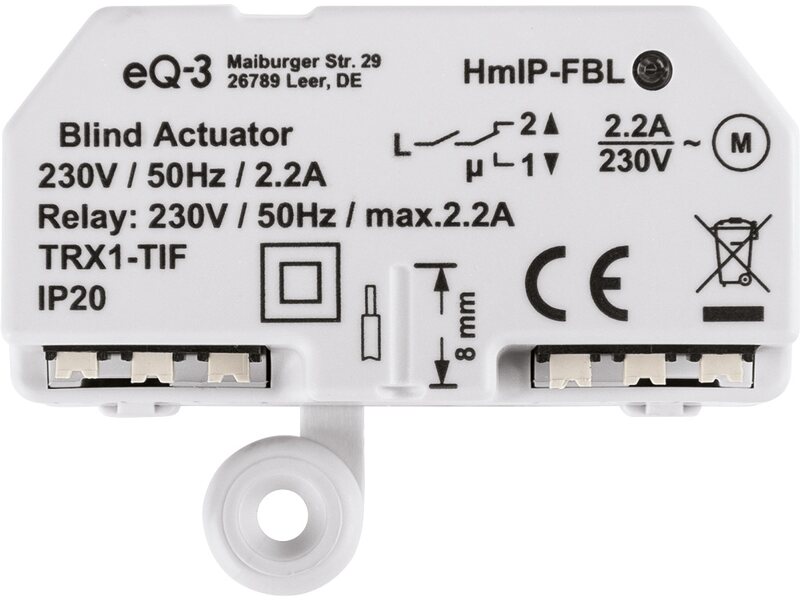 eQ-3
Maiburger Str. 29
26789 Leer, DE
HmIP-FBL
Blind Actuator
230V / 50Hz / 2.2A
Relay: 230V / 50Hz / max.2.2A
TRX1-TIF
IP20
L
2▲
µ 1▼
2.2A
230V
~
M
8 mm
CE